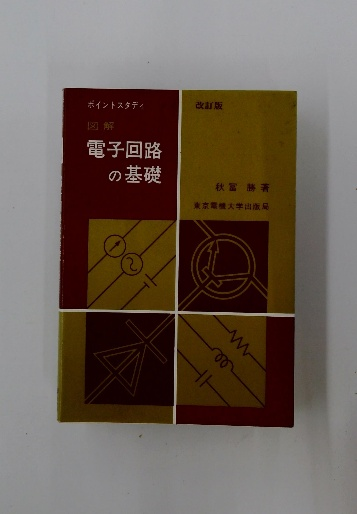 ポイントスタディ
改訂版
図解
電子回路
の基礎
秋冨 勝 著
東京電機大学出版局